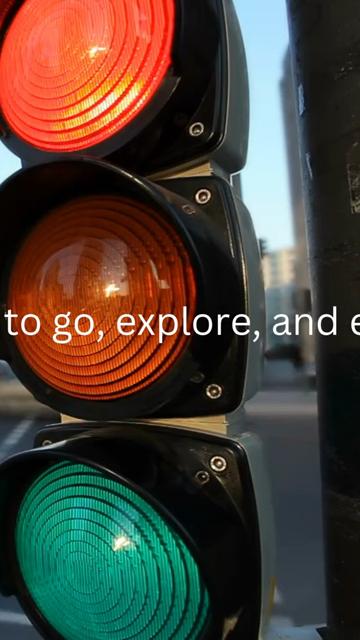 to go, explore, and